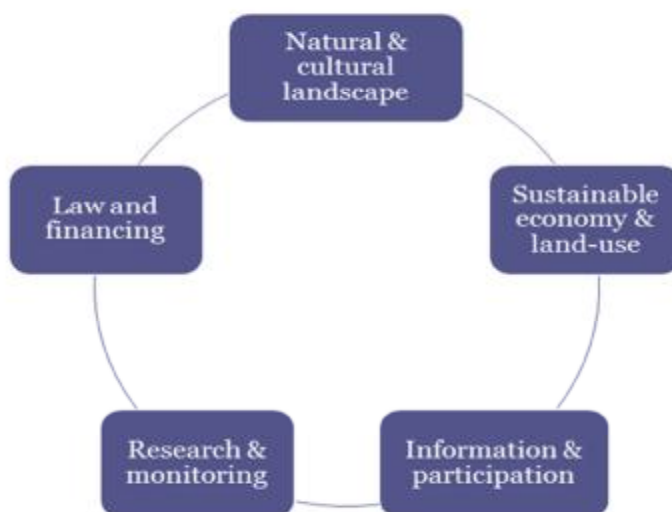 Natural &
cultural
landscape
Sustainable
economy &
land-use
Information &
participation
Research &
monitoring
Law and
financing